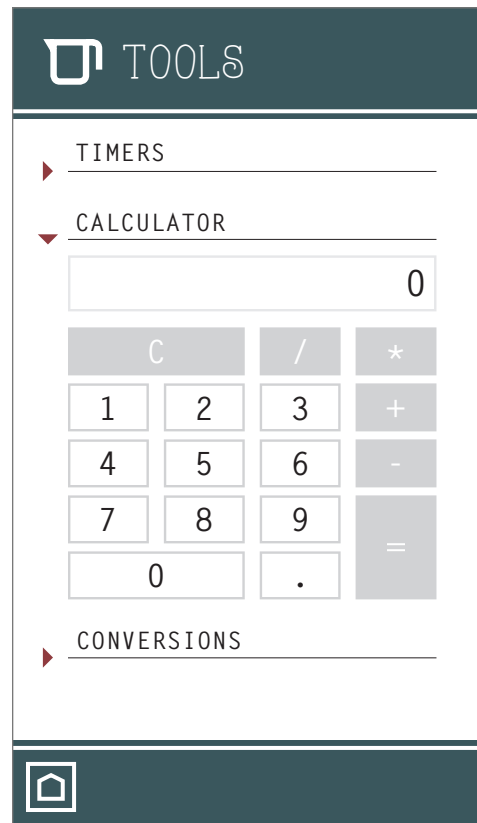 TOOLS
TIMERS
CALCULATOR
0
C / *
1 2 3 +
4 5 6 -
7 8 9 =
0 .
CONVERSIONS